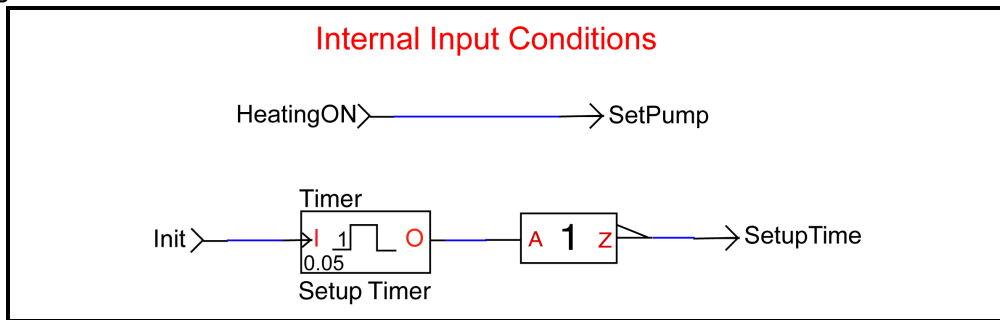 Internal Input Conditions
HeatingON SetPump
Timer
Init I 1 O A 1 Z SetupTime
0.05
Setup Timer